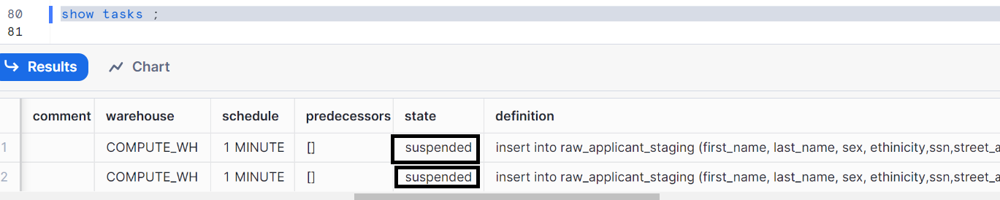 80 show tasks ;
81
Results Chart
comment warehouse schedule predecessors state definition
1 COMPUTE_WH 1 MINUTE [] suspended insert into raw_applicant_staging (first_name, last_name, sex, ethinicity,ssn,street_a
2 COMPUTE_WH 1 MINUTE [] suspended insert into raw_applicant_staging (first_name, last_name, sex, ethinicity,ssn,street_a